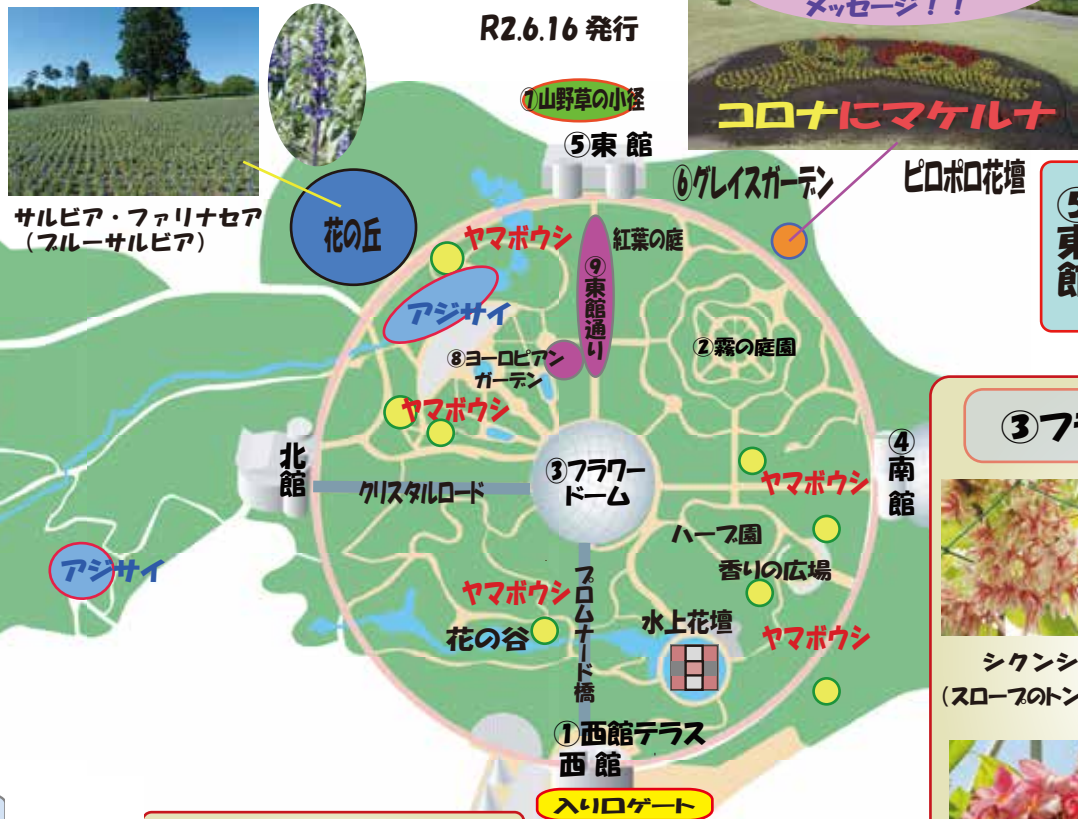 メッセージ！！
R2.6.16 発行
コロナにマケルナ
ピロポロ花壇
サルビア・ファリナセア
（ブルーサルビア）
⑦山野草の小径
⑤東 館
⑥グレイスガーデン
花の丘
ヤマボウシ
紅葉の庭
⑨東館通り
アジサイ
②霧の庭園
⑧ヨーロピアン
ガーデン
ヤマボウシ
⑤東館
③フラ
④南館
北館
クリスタルロード
③フラワー
ドーム
ヤマボウシ
ハーブ園
香りの広場
アジサイ
ヤマボウシ
プロムナード橋
水上花壇
ヤマボウシ
花の谷
シクンシ
（スロープのトン
①西館テラス
西 館
入り口ゲート